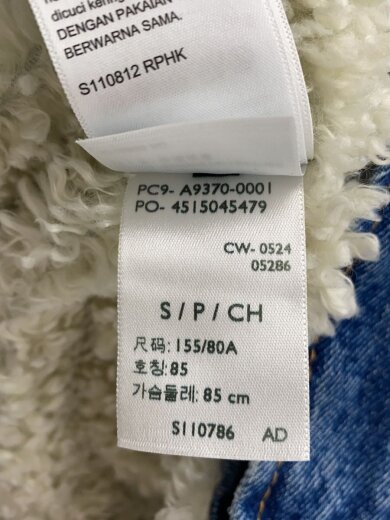 dicuci kering
DENGAN PAKAIAN
BERWARNA SAMA.
S110812 RPHK
PC9- A9370-0001
PO- 4515045479
CW- 0524
05286
S / P / CH
尺码: 155/80A
호칭: 85
가슴둘레: 85 cm
S110786 AD